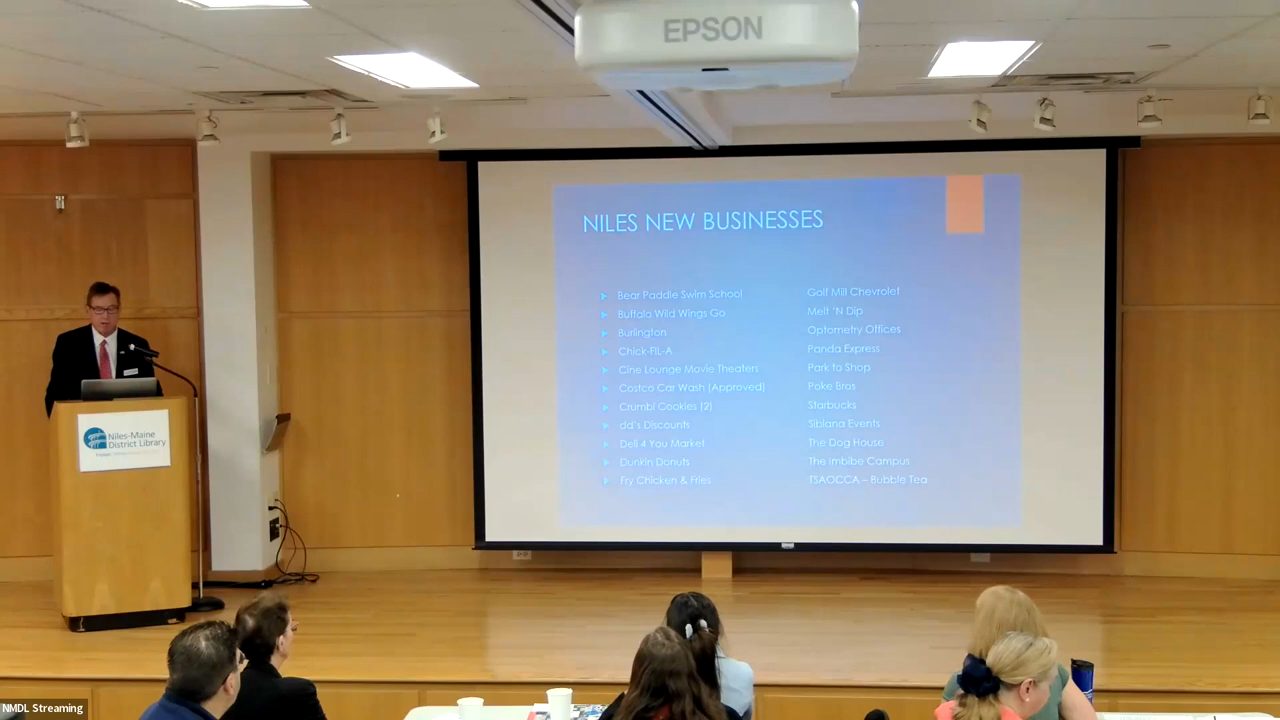 EPSON
NILES NEW BUSINESSES
Bear Paddle Swim School
Buffalo Wild Wings Go
Burlington
Chick-FIL-A
Cine Lounge Movie Theaters
Costco Car Wash (Approved)
Crumbl Cookies (2)
dd's Discounts
Deli 4 You Market
Dunkin Donuts
Fry Chicken & Fries
Golf Mill Chevrolet
Melt 'N Dip
Optometry Offices
Panda Express
Park to Shop
Poke Bros
Starbucks
Sibiana Events
The Dog House
The Imbibe Campus
TSAOCCA – Bubble Tea
Niles-Maine
District Library
NMDL Streaming